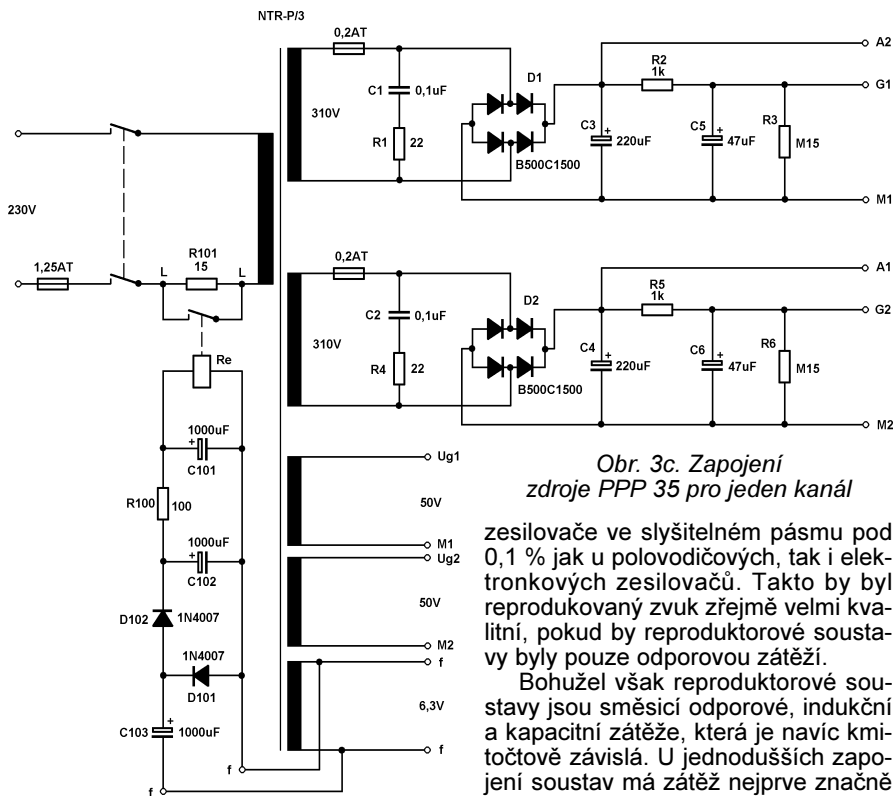 NTR-P/3
0,2AT
A2
R2
1k
G1
D1
C1
0,1uF
310V
C3
220uF
C5
47uF
R3
M15
R1
22
B500C1500
M1
230V
1,25AT
L
R101
15
L
0,2AT
A1
R5
1k
G2
D2
C2
0,1uF
310V
C4
220uF
C6
47uF
R6
M15
R4
22
B500C1500
M2
Re
1000uF
+
C101
R100
100
1000uF
+
C102
D102
1N4007
1N4007
D101
+
C103
1000uF
f
f
Ug1
50V
M1
Ug2
50V
M2
f
6,3V
f
+
+
+
+
Obr. 3c. Zapojení
zdroje PPP 35 pro jeden kanál
zesilovače ve slyšitelném pásmu pod
0,1 % jak u polovodičových, tak i elek-
tronkových zesilovačů. Takto by byl
reprodukovaný zvuk zřejmě velmi kva-
litní, pokud by reproduktorové sousta-
vy byly pouze odporovou zátěží.
Bohužel však reproduktorové sou-
stavy jsou směsicí odporové, indukční
a kapacitní zátěže, která je navíc kmi-
točtově závislá. U jednodušších zapo-
jení soustav má zátěž nejprve značně